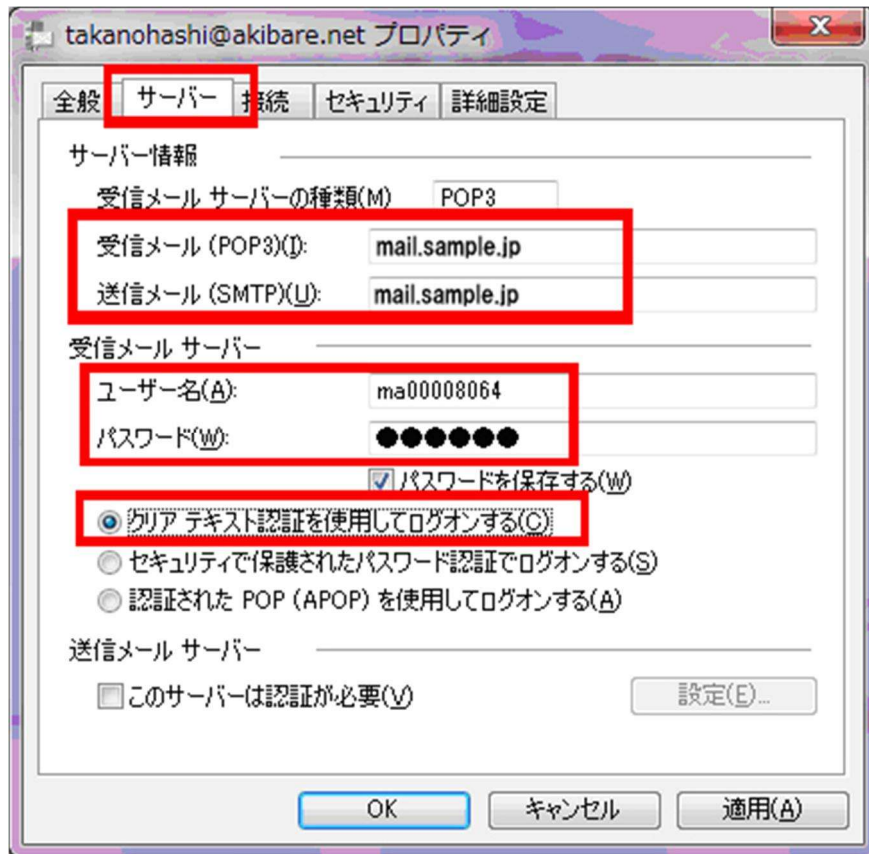 takanohashi@akibare.net プロパティ
全般 サーバー 接続 セキュリティ 詳細設定
サーバー情報
受信メール サーバーの種類(M) POP3
受信メール (POP3)(I): mail.sample.jp
送信メール (SMTP)(U): mail.sample.jp
受信メール サーバー
ユーザー名(A): ma00008064
パスワード(W): ●●●●●●
パスワードを保存する(W)
クリア テキスト認証を使用してログオンする(C)
セキュリティで保護されたパスワード認証でログオンする(S)
認証された POP (APOP) を使用してログオンする(A)
送信メール サーバー
このサーバーは認証が必要(V) 設定(E)...
OK キャンセル 適用(A)